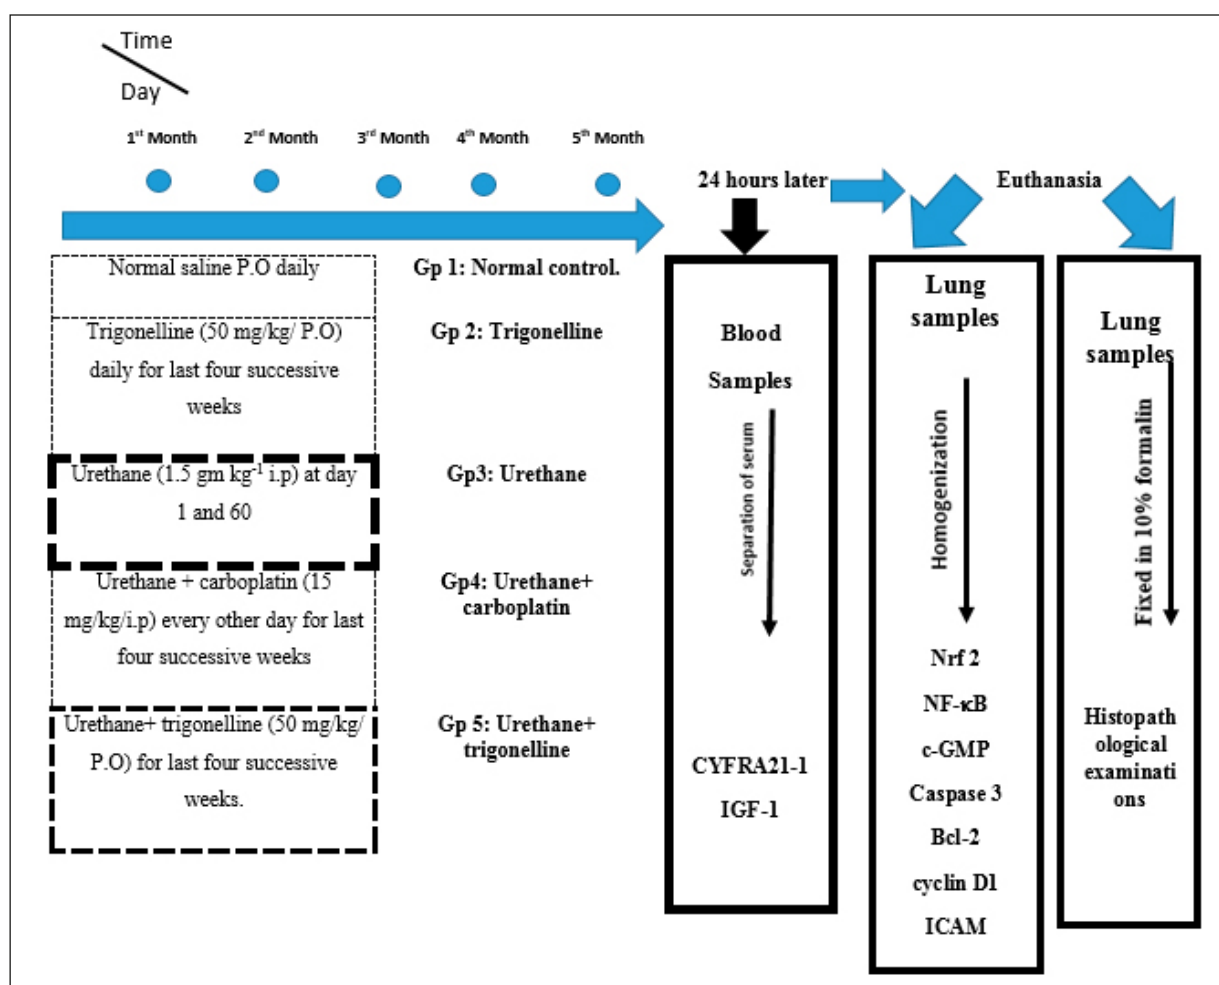 Time
Day
1st Month
2nd Month
3rd Month
4th Month
5th Month
24 hours later
Euthanasia
Normal saline P.O daily
Gp 1: Normal control.
Trigonelline (50 mg/kg/ P.O)
daily for last four successive
weeks
Gp 2: Trigonelline
Urethane (1.5 gm kg-1 i.p) at day
1 and 60
Gp3: Urethane
Urethane + carboplatin (15
mg/kg/i.p) every other day for last
four successive weeks
Gp4: Urethane+
carboplatin
Urethane+ trigonelline (50 mg/kg/
P.O) for last four successive
weeks.
Gp 5: Urethane+
trigonelline
Blood
Samples
Separation of serum
CYFRA21-1
IGF-1
Lung
samples
Homogenization
Nrf 2
NF-κB
c-GMP
Caspase 3
Bcl-2
cyclin D1
ICAM
Lung
samples
Fixed in 10% formalin
Histopath
ological
examinati
ons